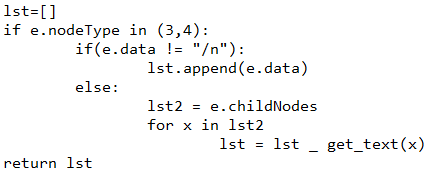 lst=[]
if e.nodeType in (3,4):
        if(e.data != "/n"):
                lst.append(e.data)
        else:
                lst2 = e.childNodes
                for x in lst2
                        lst = lst _ get_text(x)
return lst